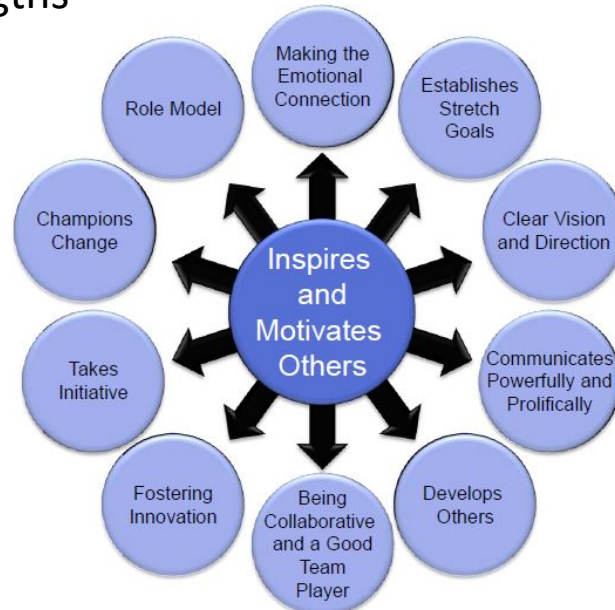 Making the
Emotional
Connection
Establishes
Stretch
Goals
Clear Vision
and Direction
Communicates
Powerfully and
Prolifically
Develops
Others
Being
Collaborative
and a Good
Team
Player
Fostering
Innovation
Takes
Initiative
Champions
Change
Role Model
Inspires
and
Motivates
Others